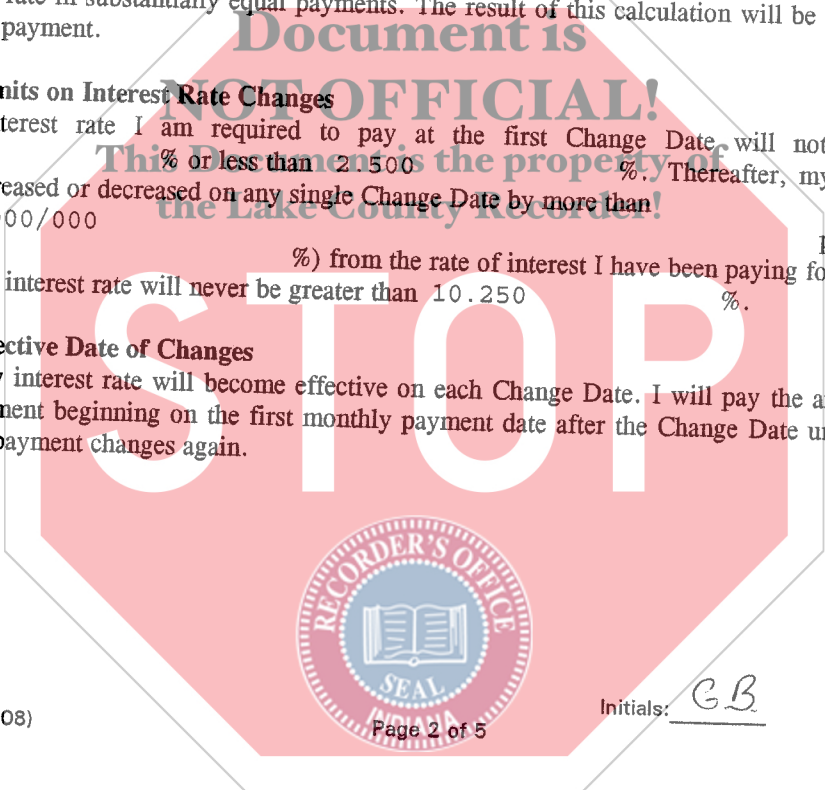 rate in substantially equal payments. The result of this calculation will be
payment.
Document is
NOT OFFICIAL!
This Document is the property of
the Lake County Recorder!
mits on Interest Rate Changes
terest rate I am required to pay at the first Change Date will not
% or less than 2.500 %. Thereafter, my
reased or decreased on any single Change Date by more than
00/000
%) from the rate of interest I have been paying fo
interest rate will never be greater than 10.250 %.
ective Date of Changes
interest rate will become effective on each Change Date. I will pay the a
ment beginning on the first monthly payment date after the Change Date un
payment changes again.
STOP
RECORDER'S OFFICE
SEAL
INDIANA
08)
Page 2 of 5
Initials: GB